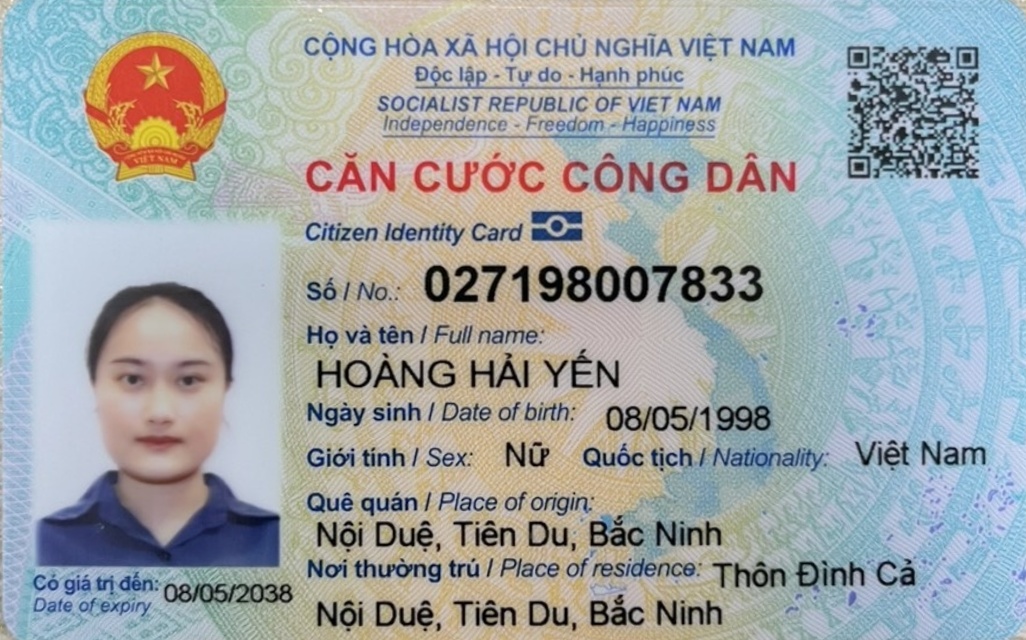 CỘNG HÒA XÃ HỘI CHỦ NGHĨA VIỆT NAM
Độc lập - Tự do - Hạnh phúc
SOCIALIST REPUBLIC OF VIET NAM
Independence - Freedom - Happiness
CĂN CƯỚC CÔNG DÂN
Citizen Identity Card
Số / No.: 027198007833
Họ và tên / Full name:
HOÀNG HẢI YẾN
Ngày sinh / Date of birth: 08/05/1998
Giới tính / Sex: Nữ Quốc tịch / Nationality: Việt Nam
Quê quán / Place of origin:
Nội Duệ, Tiên Du, Bắc Ninh
Nơi thường trú / Place of residence: Thôn Đình Cả
Nội Duệ, Tiên Du, Bắc Ninh
Có giá trị đến: 08/05/2038
Date of expiry
VIỆT NAM